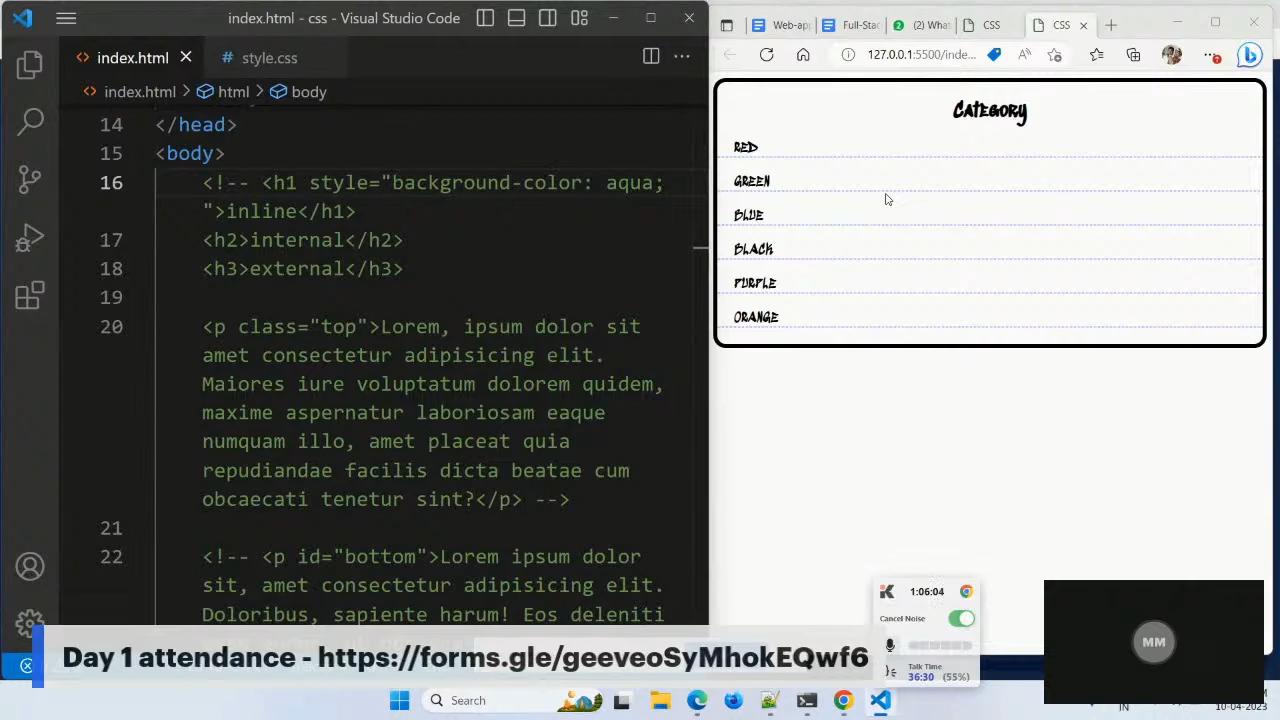 index.html - css - Visual Studio Code
index.html
style.css
index.html > html > body
14 </head>
15 <body>
16 <!-- <h1 style="background-color: aqua;
">inline</h1>
17 <h2>internal</h2>
18 <h3>external</h3>
19
20 <p class="top">Lorem, ipsum dolor sit
amet consectetur adipisicing elit.
Maiores iure voluptatum dolorem quidem,
maxime aspernatur laboriosam eaque
numquam illo, amet placeat quia
repudiandae facilis dicta beatae cum
obcaecati tenetur sint?</p> -->
21
22 <!-- <p id="bottom">Lorem ipsum dolor
sit, amet consectetur adipisicing elit.
Doloribus, sapiente harum! Eos deleniti
Web-app
Full-Stac
2 (2) What
CSS
CSS
127.0.0.1:5500/inde...
Category
Red
Green
Blue
Black
Purple
Orange
1:06:04
Cancel Noise
Talk Time
36:30 (55%)
MM
Day 1 attendance - https://forms.gle/geeveoSyMhokEQwf6
Search
IN
10-04-2023